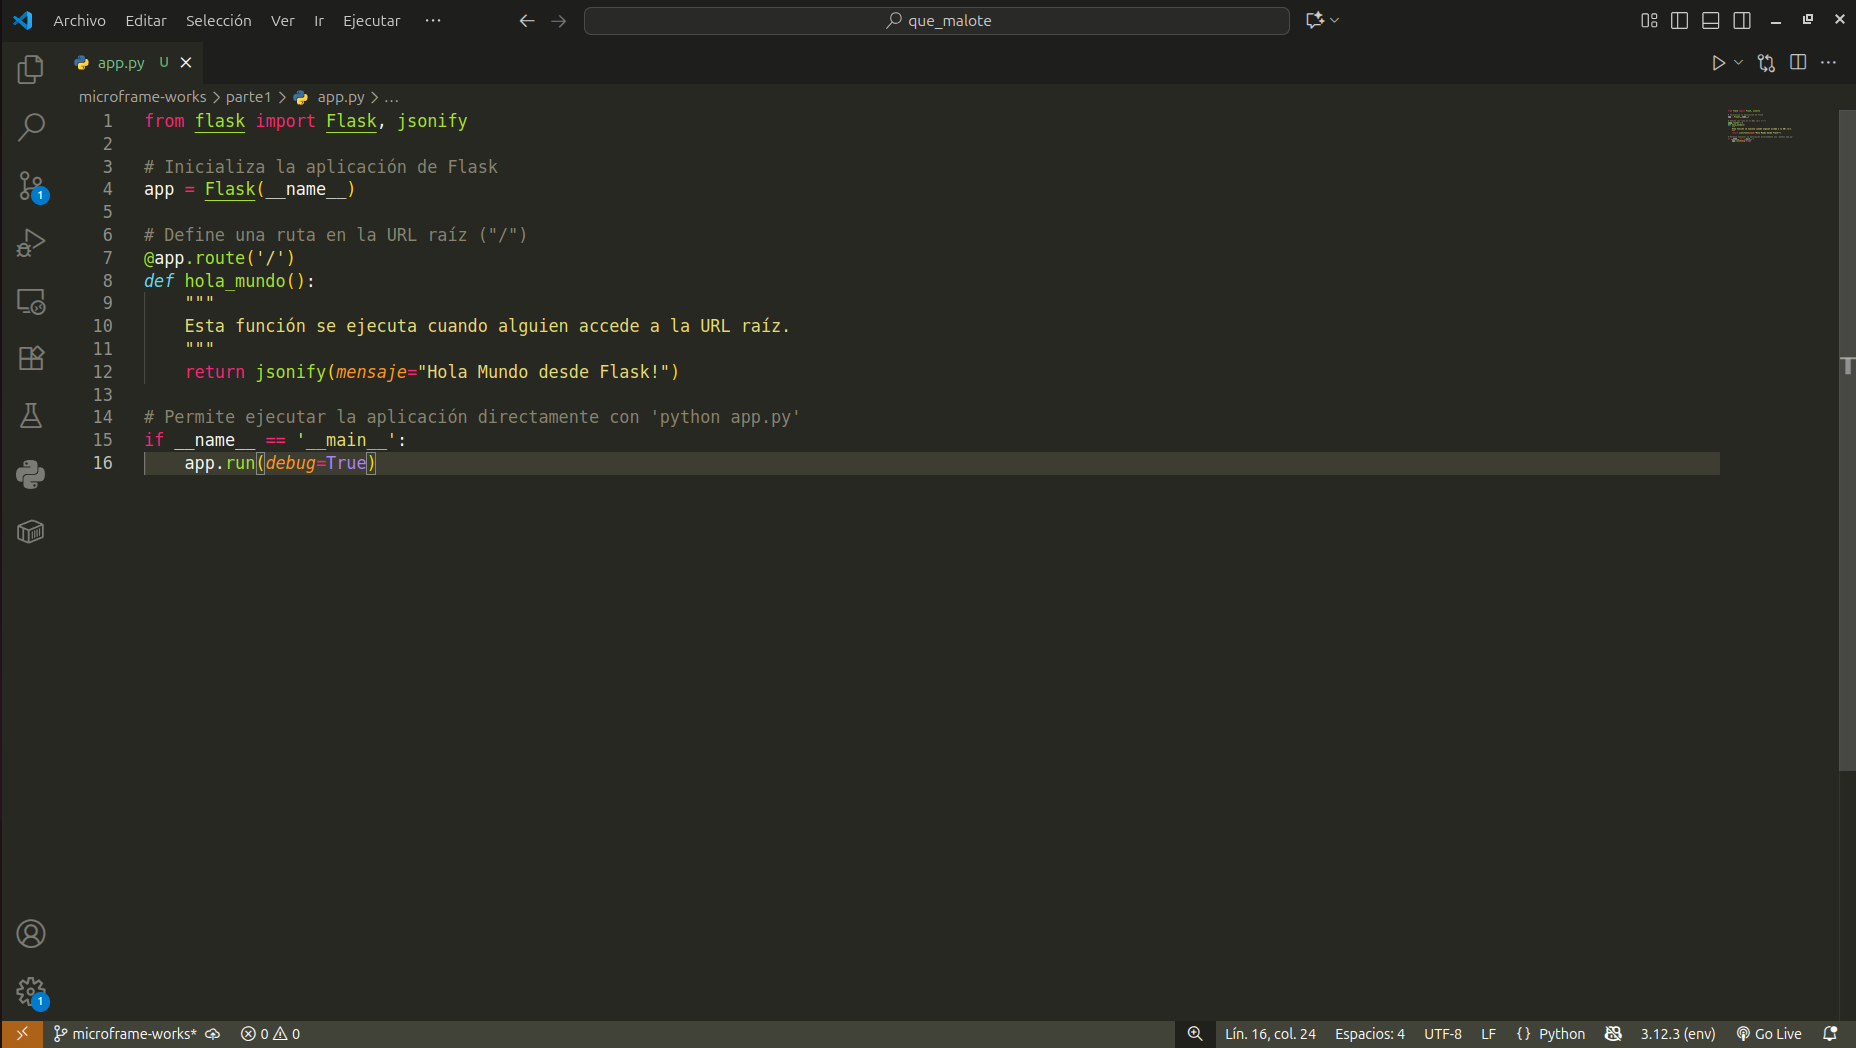 Archivo Editar Selección Ver Ir Ejecutar ··· que_malote
app.py U
microframe-works > parte1 > app.py > ...
1 from flask import Flask, jsonify
2
3 # Inicializa la aplicación de Flask
4 app = Flask(__name__)
5
6 # Define una ruta en la URL raíz ("/")
7 @app.route('/')
8 def hola_mundo():
9     """
10     Esta función se ejecuta cuando alguien accede a la URL raíz.
11     """
12     return jsonify(mensaje="Hola Mundo desde Flask!")
13
14 # Permite ejecutar la aplicación directamente con 'python app.py'
15 if __name__ == '__main__':
16     app.run(debug=True)
1
1
microframe-works* 0 0 Lín. 16, col. 24 Espacios: 4 UTF-8 LF {} Python 3.12.3 (env) Go Live